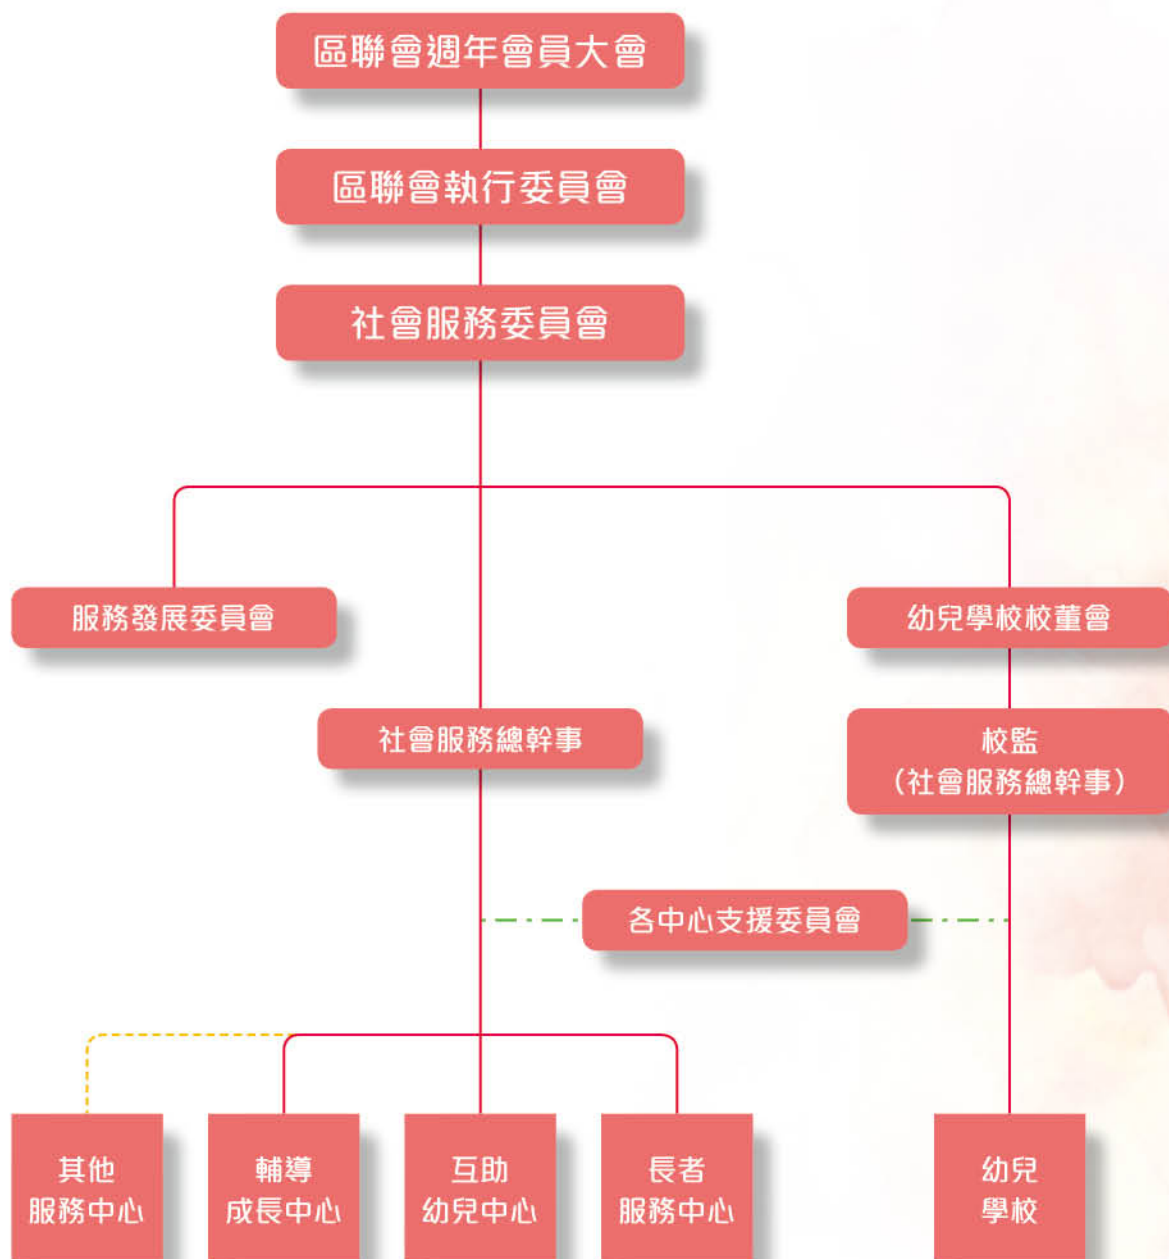 區聯會週年會員大會
區聯會執行委員會
社會服務委員會
服務發展委員會
幼兒學校校董會
社會服務總幹事
校監
（社會服務總幹事）
各中心支援委員會
其他
服務中心
輔導
成長中心
互助
幼兒中心
長者
服務中心
幼兒
學校